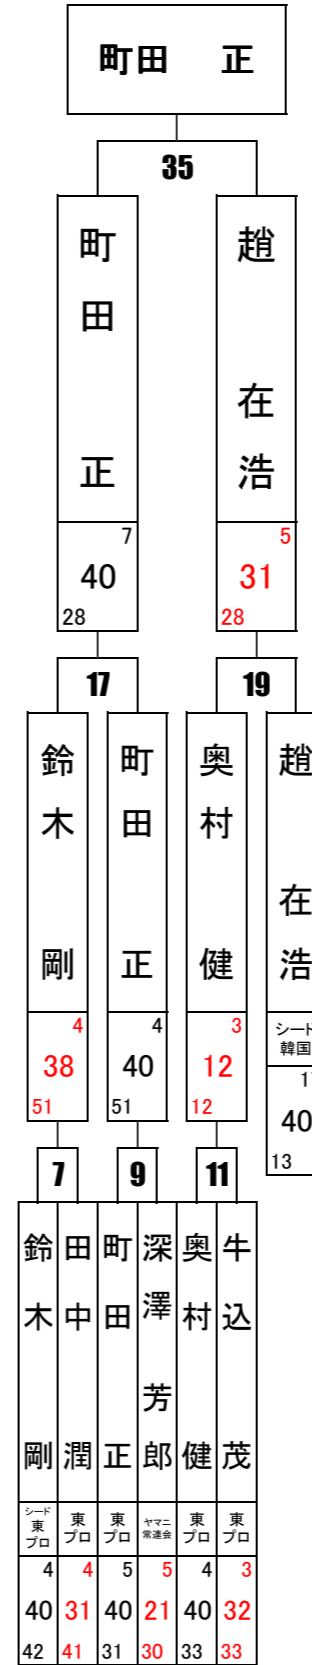 町田 正
35
町田 正
趙 在浩
7
40
28
5
31
28
17
19
鈴木 剛
町田 正
奥村 健
趙 在浩
4
38
51
4
40
51
3
12
12
シード
韓国
40
13
7
9
11
鈴木 剛
田中 潤
町田 正
深澤芳郎
奥村 健
牛込 茂
シード
東
プロ
東
プロ
東
プロ
ヤマニ
常連会
東
プロ
東
プロ
4
40
42
4
31
41
5
40
31
5
21
30
4
40
33
3
32
33